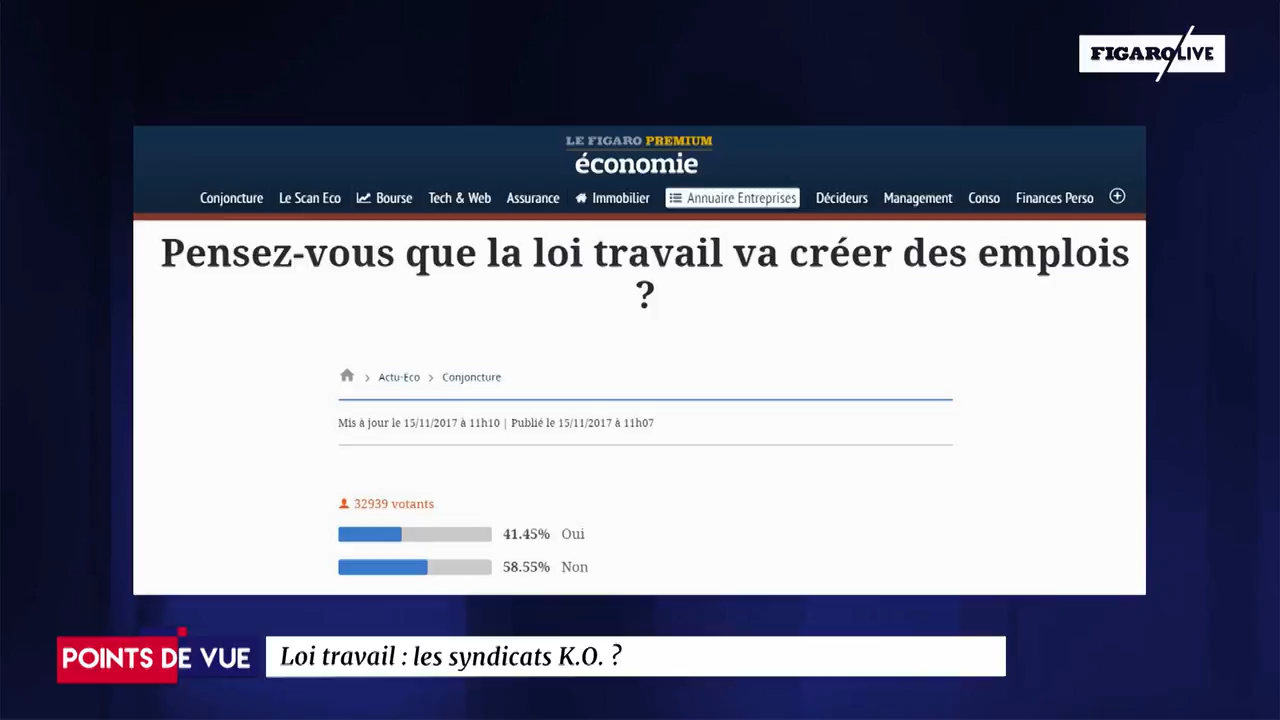 FIGARO LIVE
LE FIGARO PREMIUM
économie
Conjoncture Le Scan Eco Bourse Tech & Web Assurance Immobilier Annuaire Entreprises Décideurs Management Conso Finances Perso
Pensez-vous que la loi travail va créer des emplois
?
Actu-Eco > Conjoncture
Mis à jour le 15/11/2017 à 11h10 | Publié le 15/11/2017 à 11h07
32939 votants
41.45% Oui
58.55% Non
POINTS DE VUE
Loi travail : les syndicats K.O. ?